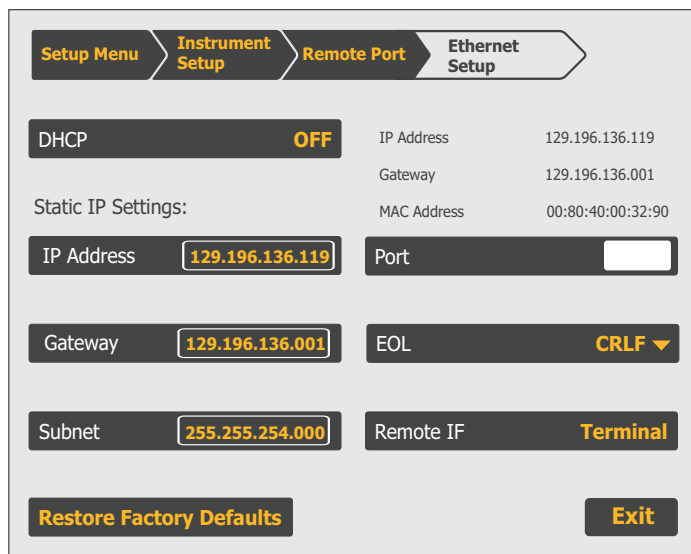 Setup Menu
Instrument
Setup
Remote Port
Ethernet
Setup
DHCP OFF
IP Address 129.196.136.119
Gateway 129.196.136.001
MAC Address 00:80:40:00:32:90
Static IP Settings:
IP Address 129.196.136.119
Port
Gateway 129.196.136.001
EOL CRLF
Subnet 255.255.254.000
Remote IF Terminal
Restore Factory Defaults
Exit